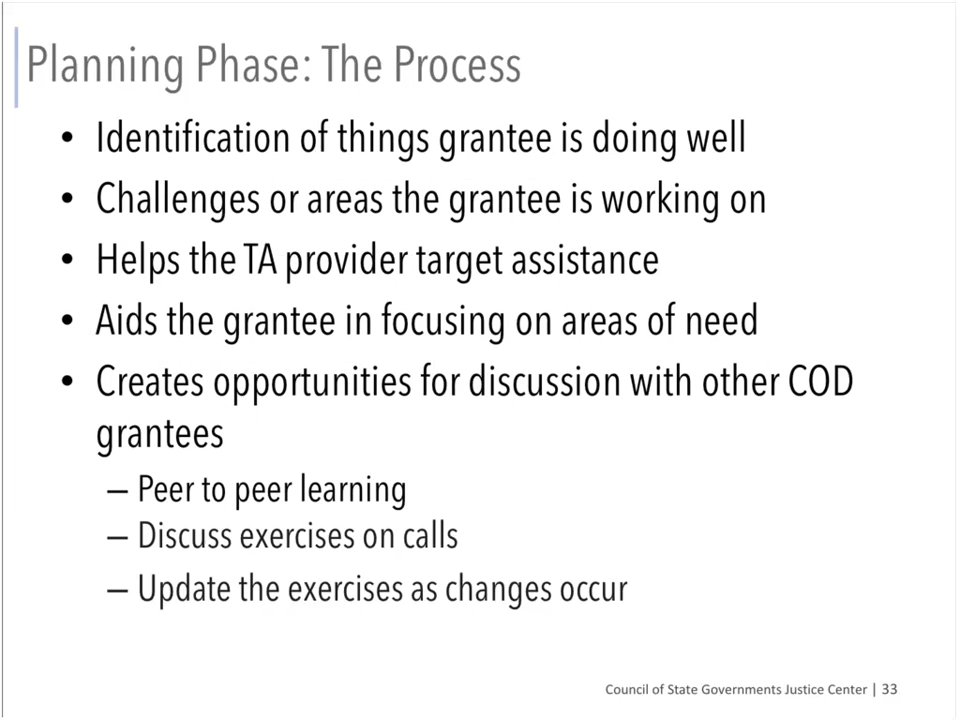 Planning Phase: The Process
• Identification of things grantee is doing well
• Challenges or areas the grantee is working on
• Helps the TA provider target assistance
• Aids the grantee in focusing on areas of need
• Creates opportunities for discussion with other COD
grantees
– Peer to peer learning
– Discuss exercises on calls
– Update the exercises as changes occur
Council of State Governments Justice Center | 33